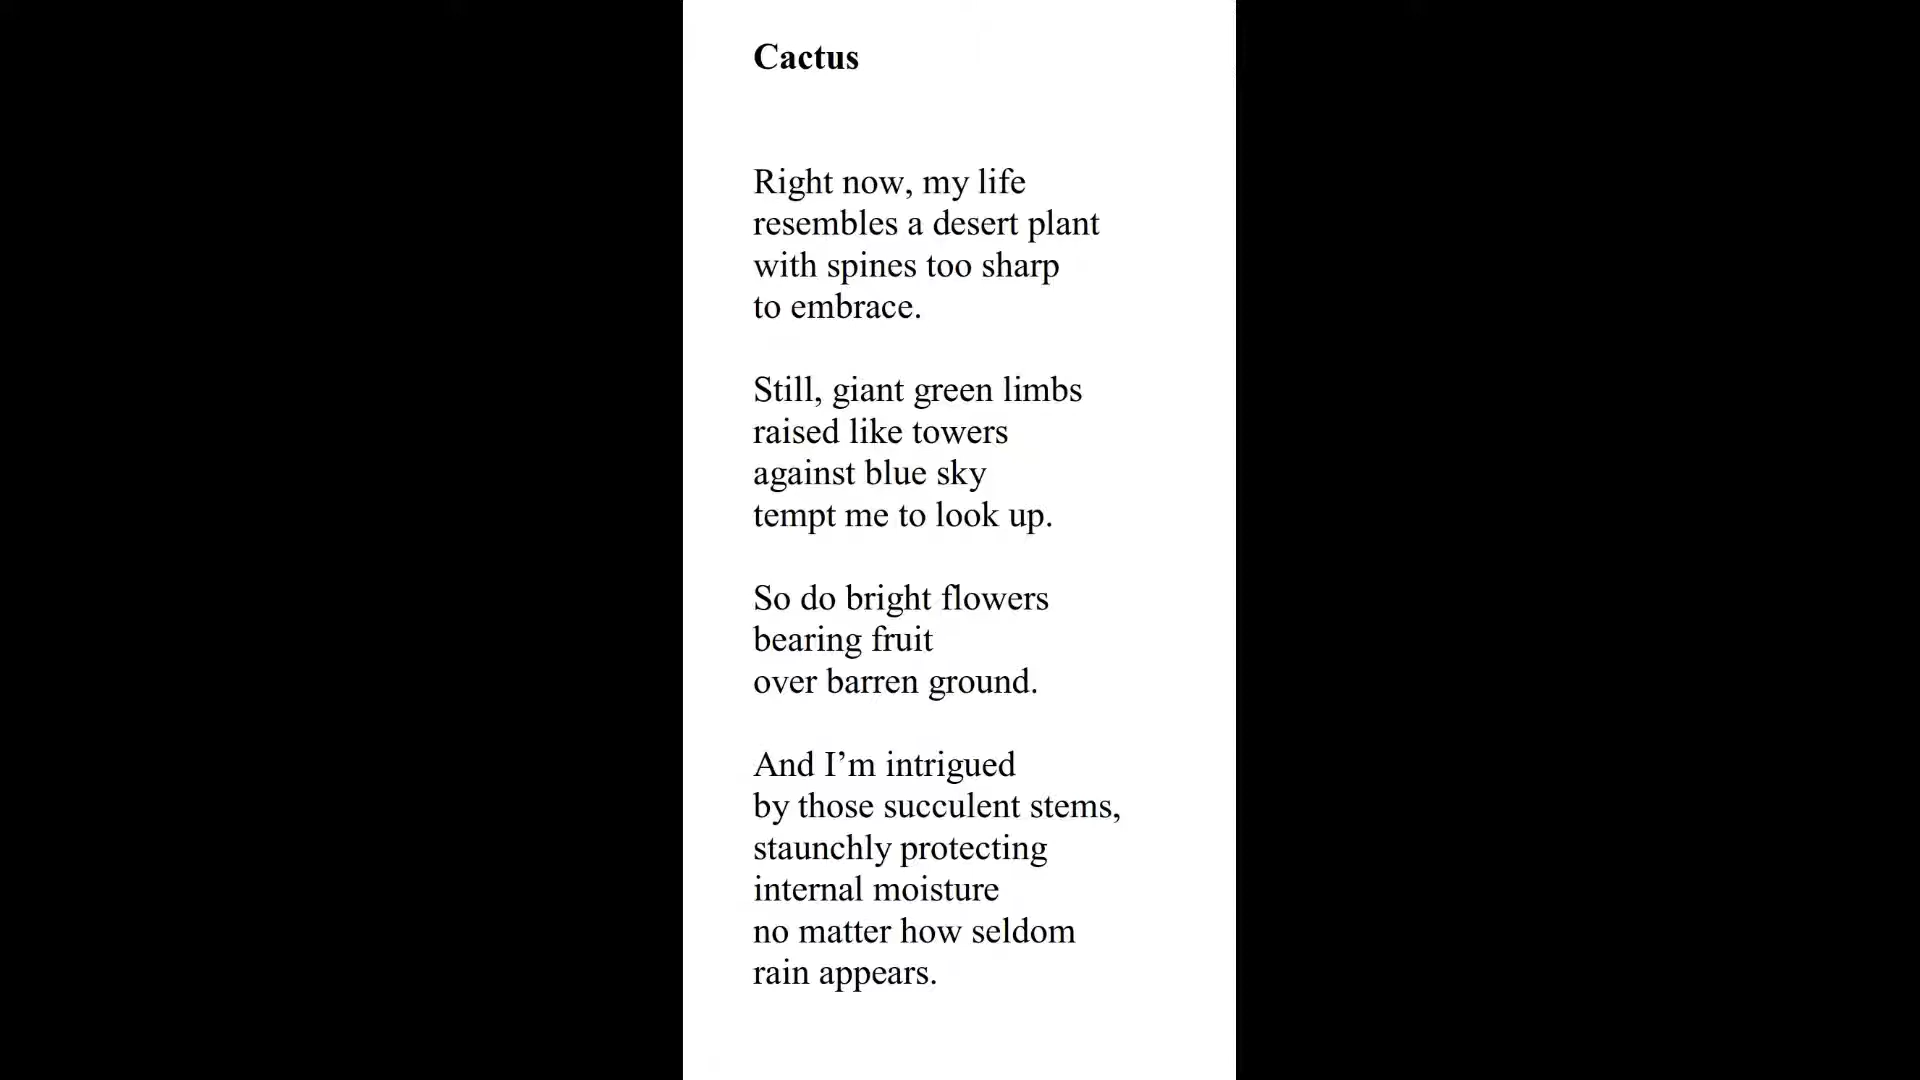 Cactus
Right now, my life
resembles a desert plant
with spines too sharp
to embrace.
Still, giant green limbs
raised like towers
against blue sky
tempt me to look up.
So do bright flowers
bearing fruit
over barren ground.
And I’m intrigued
by those succulent stems,
staunchly protecting
internal moisture
no matter how seldom
rain appears.